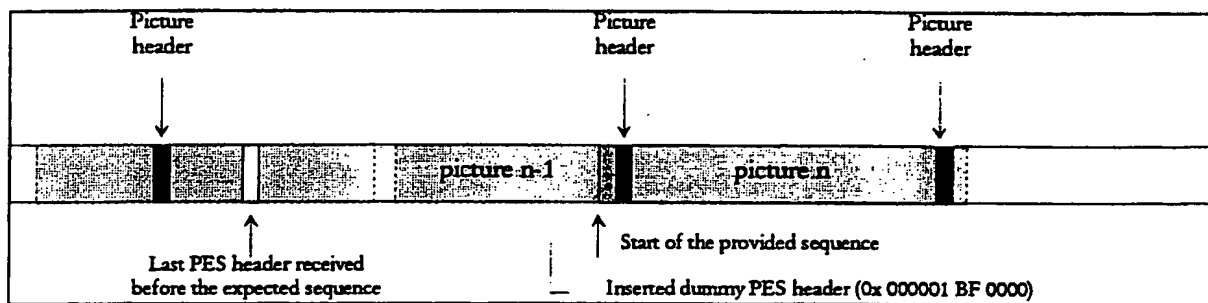 Picture
header
Picture
header
Picture
header
picture n-1
picture n
Start of the provided sequence
Last PES header received
before the expected sequence
Inserted dummy PES header (0x 000001 BF 0000)